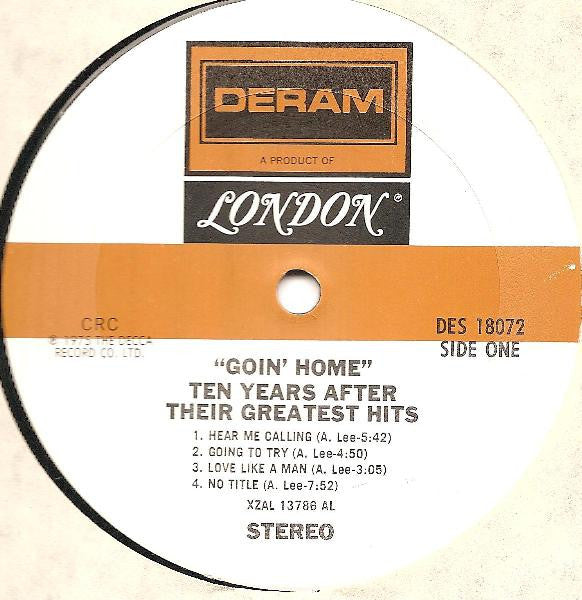 DERAM
A PRODUCT OF
LONDON ®
CRC
℗ 1975 THE DECCA
RECORD CO. LTD.
DES 18072
SIDE ONE
"GOIN' HOME"
TEN YEARS AFTER
THEIR GREATEST HITS
1. HEAR ME CALLING (A. Lee-5:42)
2. GOING TO TRY (A. Lee-4:50)
3. LOVE LIKE A MAN (A. Lee-3:05)
4. NO TITLE (A. Lee-7:52)
XZAL 13786 AL
STEREO